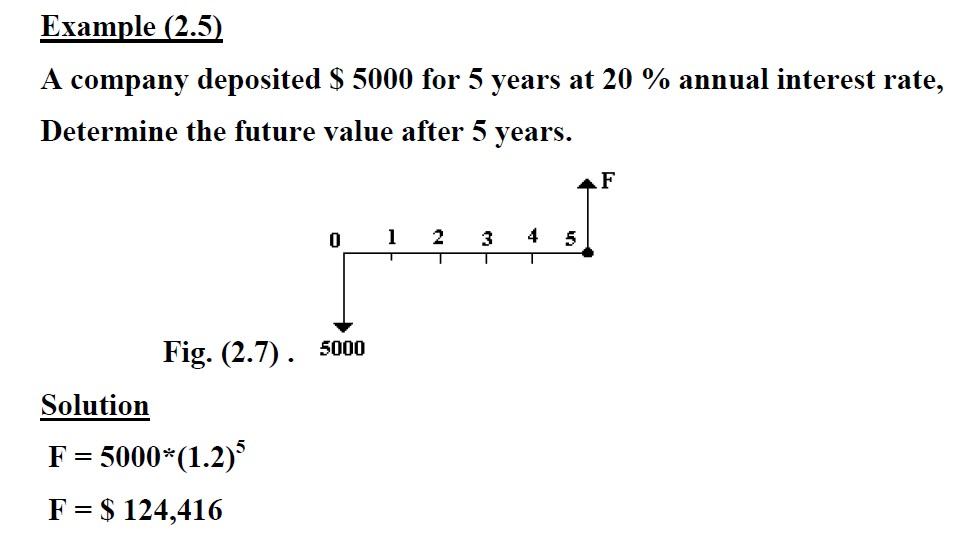 Example (2.5)
A company deposited $ 5000 for 5 years at 20 % annual interest rate,
Determine the future value after 5 years.
F
0 1 2 3 4 5
Fig. (2.7) . 5000
Solution
F = 5000*(1.2)⁵
F = $ 124,416